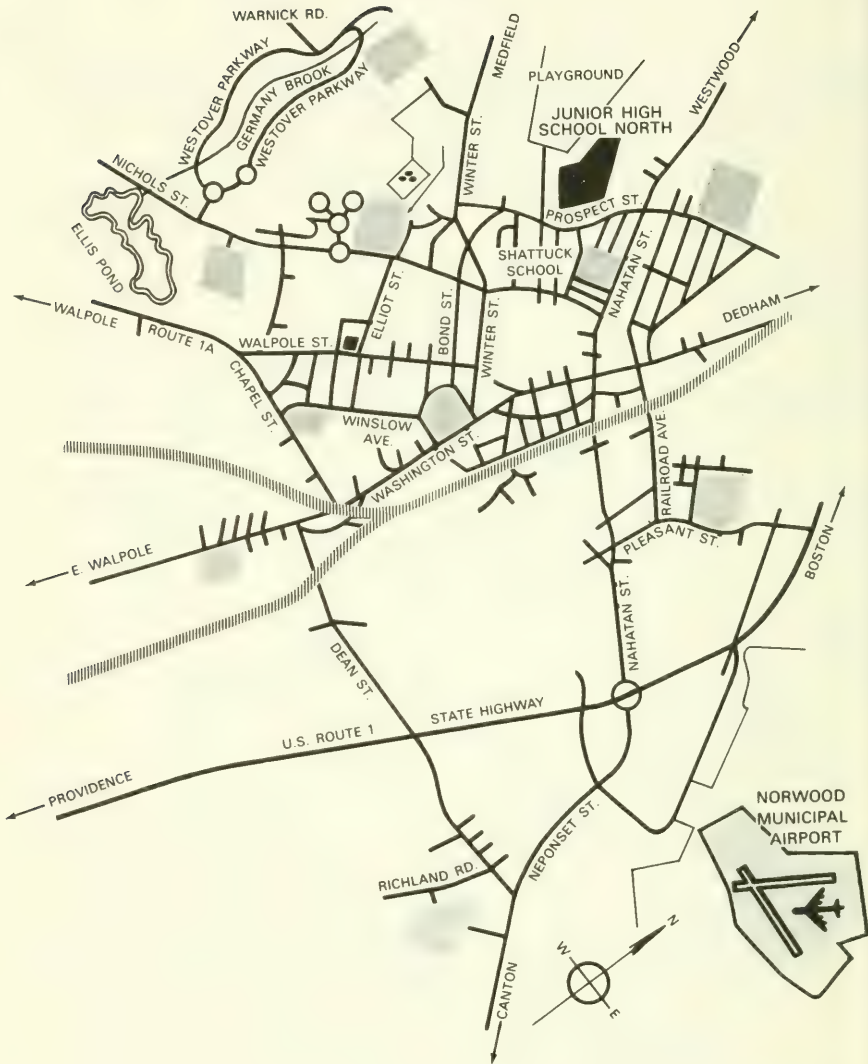 WARNICK RD.
WESTOVER PARKWAY
GERMANY BROOK
WESTOVER PARKWAY
MEDFIELD
PLAYGROUND
WESTWOOD
JUNIOR HIGH
SCHOOL NORTH
NICHOLS ST.
WINTER ST.
PROSPECT ST.
ELLIS POND
SHATTUCK
SCHOOL
NAHATAN ST.
ELLIOT ST.
BOND ST.
WINTER ST.
DEDHAM
WALPOLE
ROUTE 1A
WALPOLE ST.
CHAPEL ST.
WINSLOW
AVE.
WASHINGTON ST.
RAILROAD AVE.
E. WALPOLE
PLEASANT ST.
BOSTON
NAHATAN ST.
DEAN ST.
STATE HIGHWAY
U.S. ROUTE 1
PROVIDENCE
NORWOOD
MUNICIPAL
AIRPORT
NEPONSET ST.
RICHLAND RD.
N
W
E
CANTON